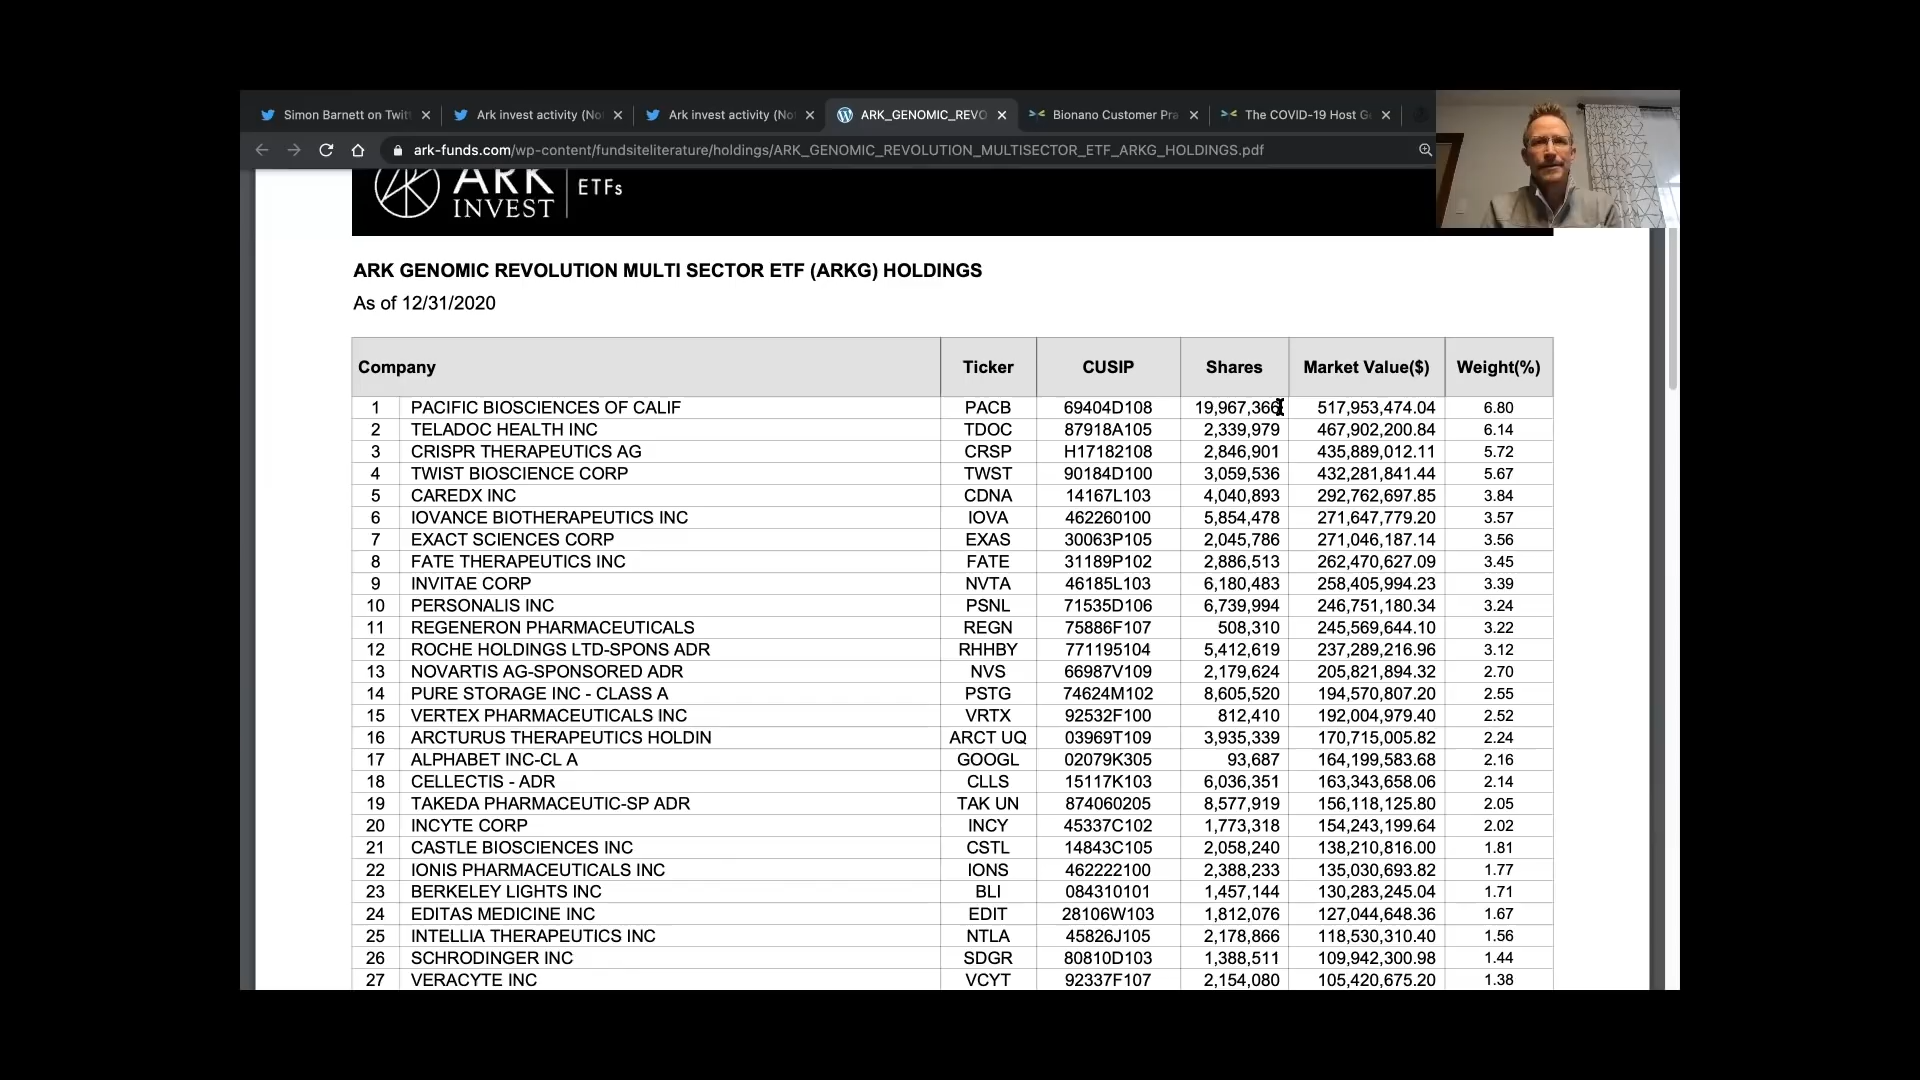 Simon Barnett on Twit
Ark invest activity (No
Ark invest activity (No
ARK_GENOMIC_REVO
Bionano Customer Pra
The COVID-19 Host G
ark-funds.com/wp-content/fundsiteliterature/holdings/ARK_GENOMIC_REVOLUTION_MULTISECTOR_ETF_ARKG_HOLDINGS.pdf
ARK
INVEST
ETFs
ARK GENOMIC REVOLUTION MULTI SECTOR ETF (ARKG) HOLDINGS
As of 12/31/2020
Company Ticker CUSIP Shares Market Value($) Weight(%)
1 PACIFIC BIOSCIENCES OF CALIF PACB 69404D108 19,967,366 517,953,474.04 6.80
2 TELADOC HEALTH INC TDOC 87918A105 2,339,979 467,902,200.84 6.14
3 CRISPR THERAPEUTICS AG CRSP H17182108 2,846,901 435,889,012.11 5.72
4 TWIST BIOSCIENCE CORP TWST 90184D100 3,059,536 432,281,841.44 5.67
5 CAREDX INC CDNA 14167L103 4,040,893 292,762,697.85 3.84
6 IOVANCE BIOTHERAPEUTICS INC IOVA 462260100 5,854,478 271,647,779.20 3.57
7 EXACT SCIENCES CORP EXAS 30063P105 2,045,786 271,046,187.14 3.56
8 FATE THERAPEUTICS INC FATE 31189P102 2,886,513 262,470,627.09 3.45
9 INVITAE CORP NVTA 46185L103 6,180,483 258,405,994.23 3.39
10 PERSONALIS INC PSNL 71535D106 6,739,994 246,751,180.34 3.24
11 REGENERON PHARMACEUTICALS REGN 75886F107 508,310 245,569,644.10 3.22
12 ROCHE HOLDINGS LTD-SPONS ADR RHHBY 771195104 5,412,619 237,289,216.96 3.12
13 NOVARTIS AG-SPONSORED ADR NVS 66987V109 2,179,624 205,821,894.32 2.70
14 PURE STORAGE INC - CLASS A PSTG 74624M102 8,605,520 194,570,807.20 2.55
15 VERTEX PHARMACEUTICALS INC VRTX 92532F100 812,410 192,004,979.40 2.52
16 ARCTURUS THERAPEUTICS HOLDIN ARCT UQ 03969T109 3,935,339 170,715,005.82 2.24
17 ALPHABET INC-CL A GOOGL 02079K305 93,687 164,199,583.68 2.16
18 CELLECTIS - ADR CLLS 15117K103 6,036,351 163,343,658.06 2.14
19 TAKEDA PHARMACEUTIC-SP ADR TAK UN 874060205 8,577,919 156,118,125.80 2.05
20 INCYTE CORP INCY 45337C102 1,773,318 154,243,199.64 2.02
21 CASTLE BIOSCIENCES INC CSTL 14843C105 2,058,240 138,210,816.00 1.81
22 IONIS PHARMACEUTICALS INC IONS 462222100 2,388,233 135,030,693.82 1.77
23 BERKELEY LIGHTS INC BLI 084310101 1,457,144 130,283,245.04 1.71
24 EDITAS MEDICINE INC EDIT 28106W103 1,812,076 127,044,648.36 1.67
25 INTELLIA THERAPEUTICS INC NTLA 45826J105 2,178,866 118,530,310.40 1.56
26 SCHRODINGER INC SDGR 80810D103 1,388,511 109,942,300.98 1.44
27 VERACYTE INC VCYT 92337F107 2,154,080 105,420,675.20 1.38